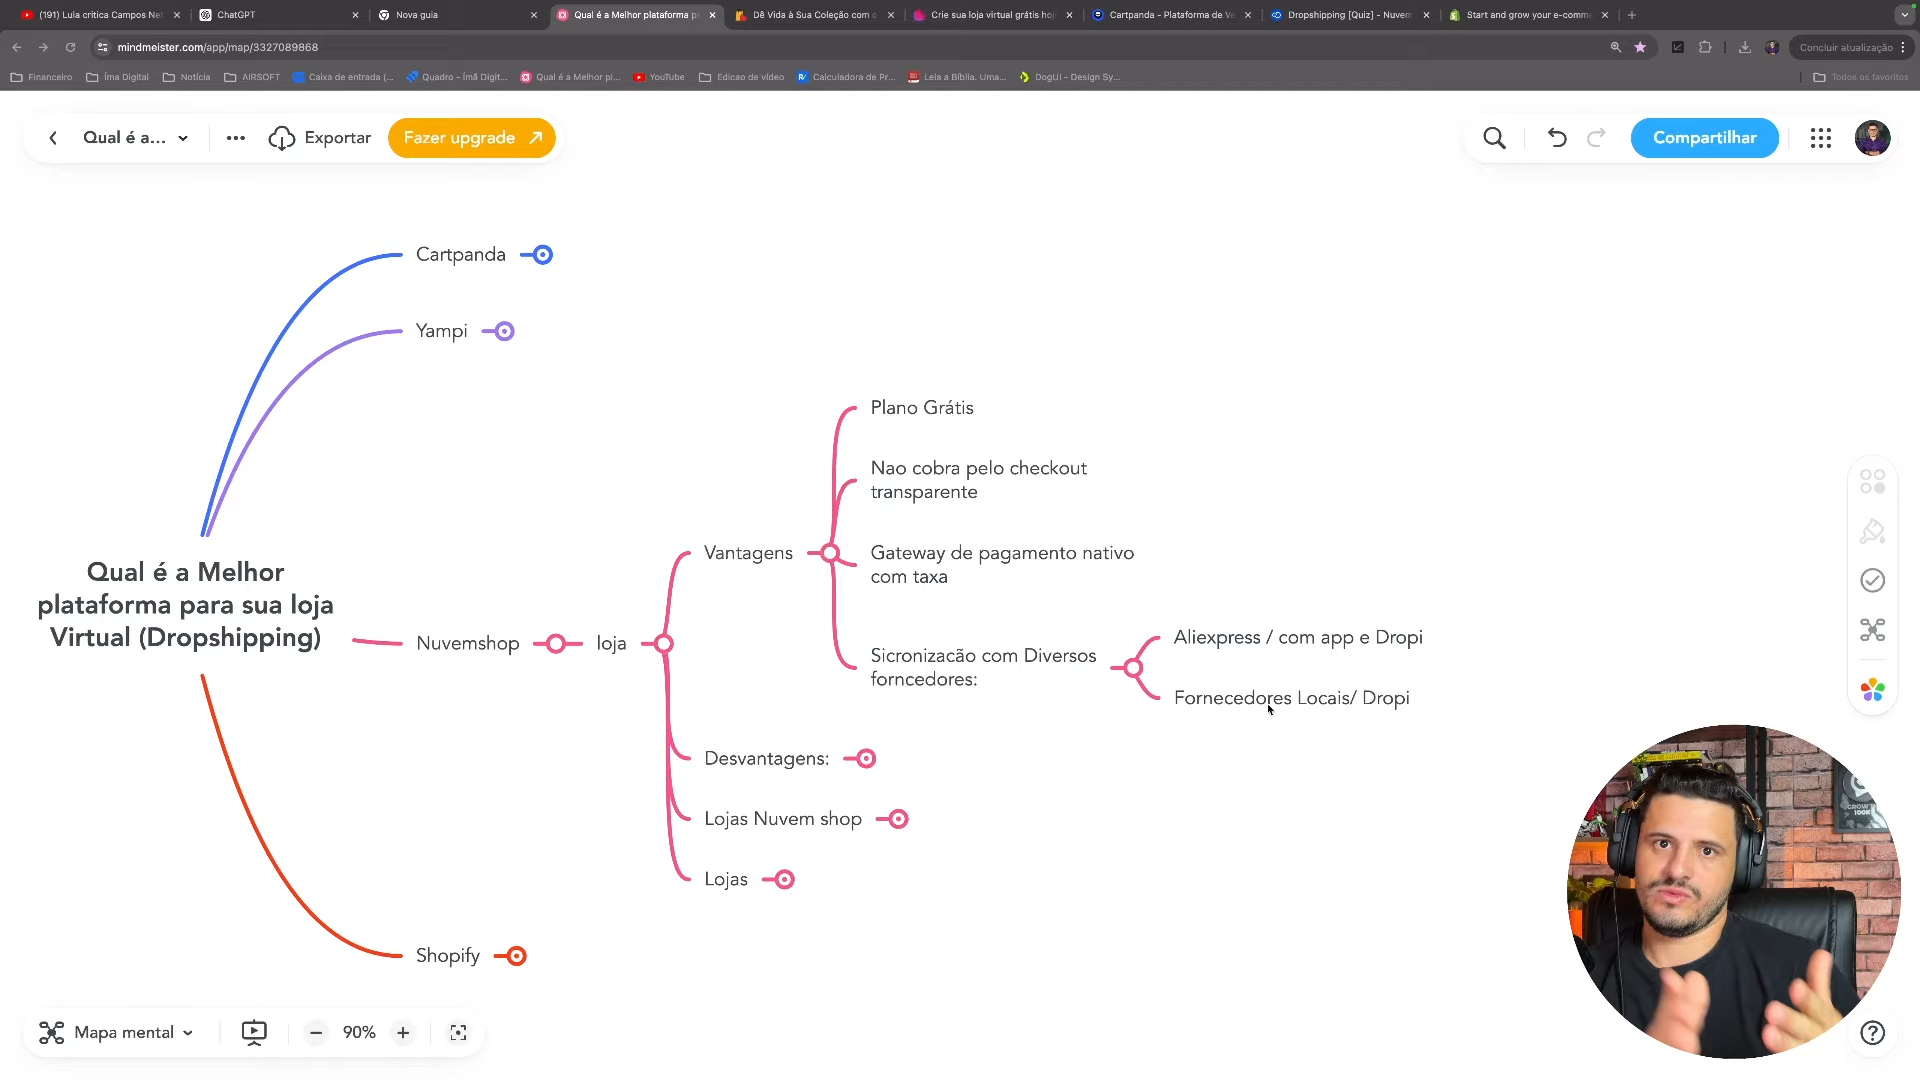 (191) Lula critica Campos Net
ChatGPT
Nova guia
Qual é a Melhor plataforma p
Dê Vida à Sua Coleção com o
Crie sua loja virtual grátis hoj
Cartpanda - Plataforma de Ve
Dropshipping [Quiz] - Nuvem
Start and grow your e-comme
mindmeister.com/app/map/3327089868
Concluir atualização
Financeiro
Íma Digital
Notícia
AIRSOFT
Caixa de entrada (...
Quadro - Ímã Digit...
Qual é a Melhor pl...
YouTube
Edicao de vídeo
Calculadora de Pr...
Leia a Bíblia. Uma...
DogUI - Design Sy...
Todos os favoritos
Qual é a...
Exportar
Fazer upgrade
Compartilhar
Cartpanda
Yampi
Plano Grátis
Nao cobra pelo checkout
transparente
Vantagens
Gateway de pagamento nativo
com taxa
Qual é a Melhor
plataforma para sua loja
Virtual (Dropshipping)
Nuvemshop
loja
Sicronizacão com Diversos
forncedores:
Aliexpress / com app e Dropi
Fornecedores Locais/ Dropi
Desvantagens:
Lojas Nuvem shop
Lojas
Shopify
GROWTH
100K
Mapa mental
90%